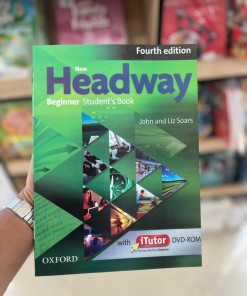 Fourth edition
New
Headway
Beginner Student's Book
John and Liz Soars
OXFORD
with iTutor DVD-ROM